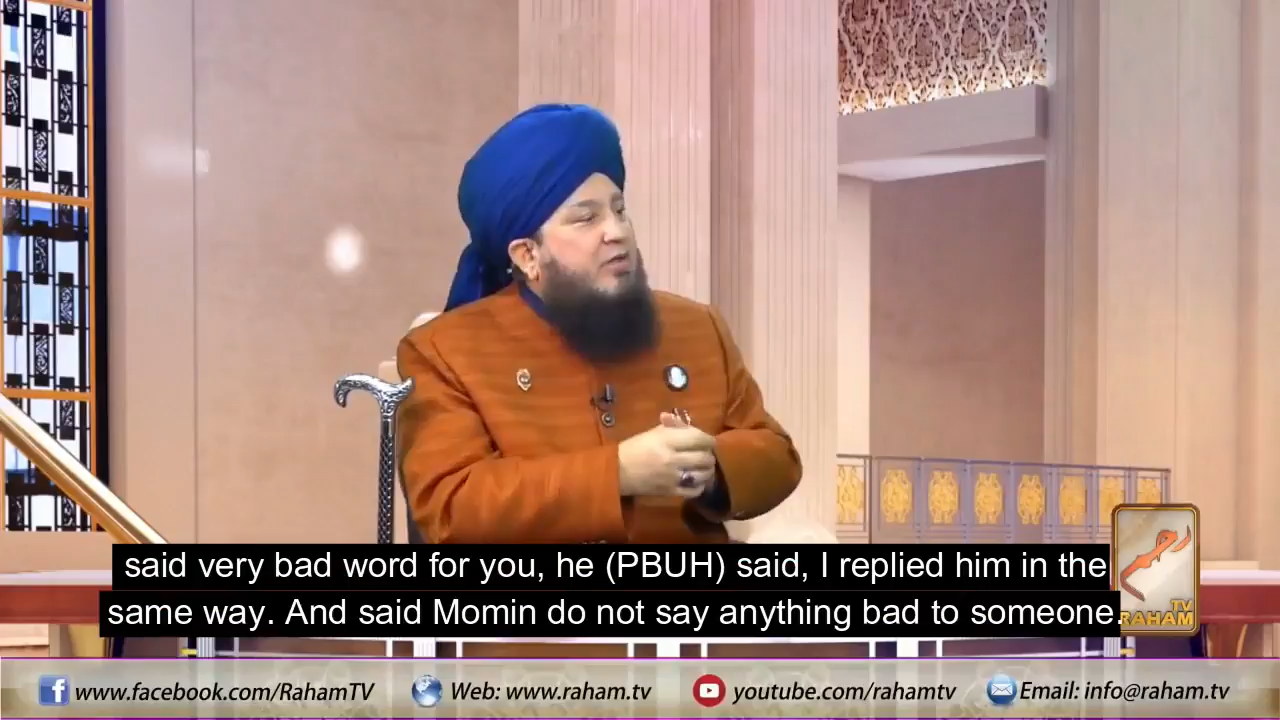 said very bad word for you, he (PBUH) said, I replied him in the
same way. And said Momin do not say anything bad to someone.
رحم
TV
RAHAM
www.facebook.com/RahamTV
Web: www.raham.tv
youtube.com/rahamtv
Email: info@raham.tv